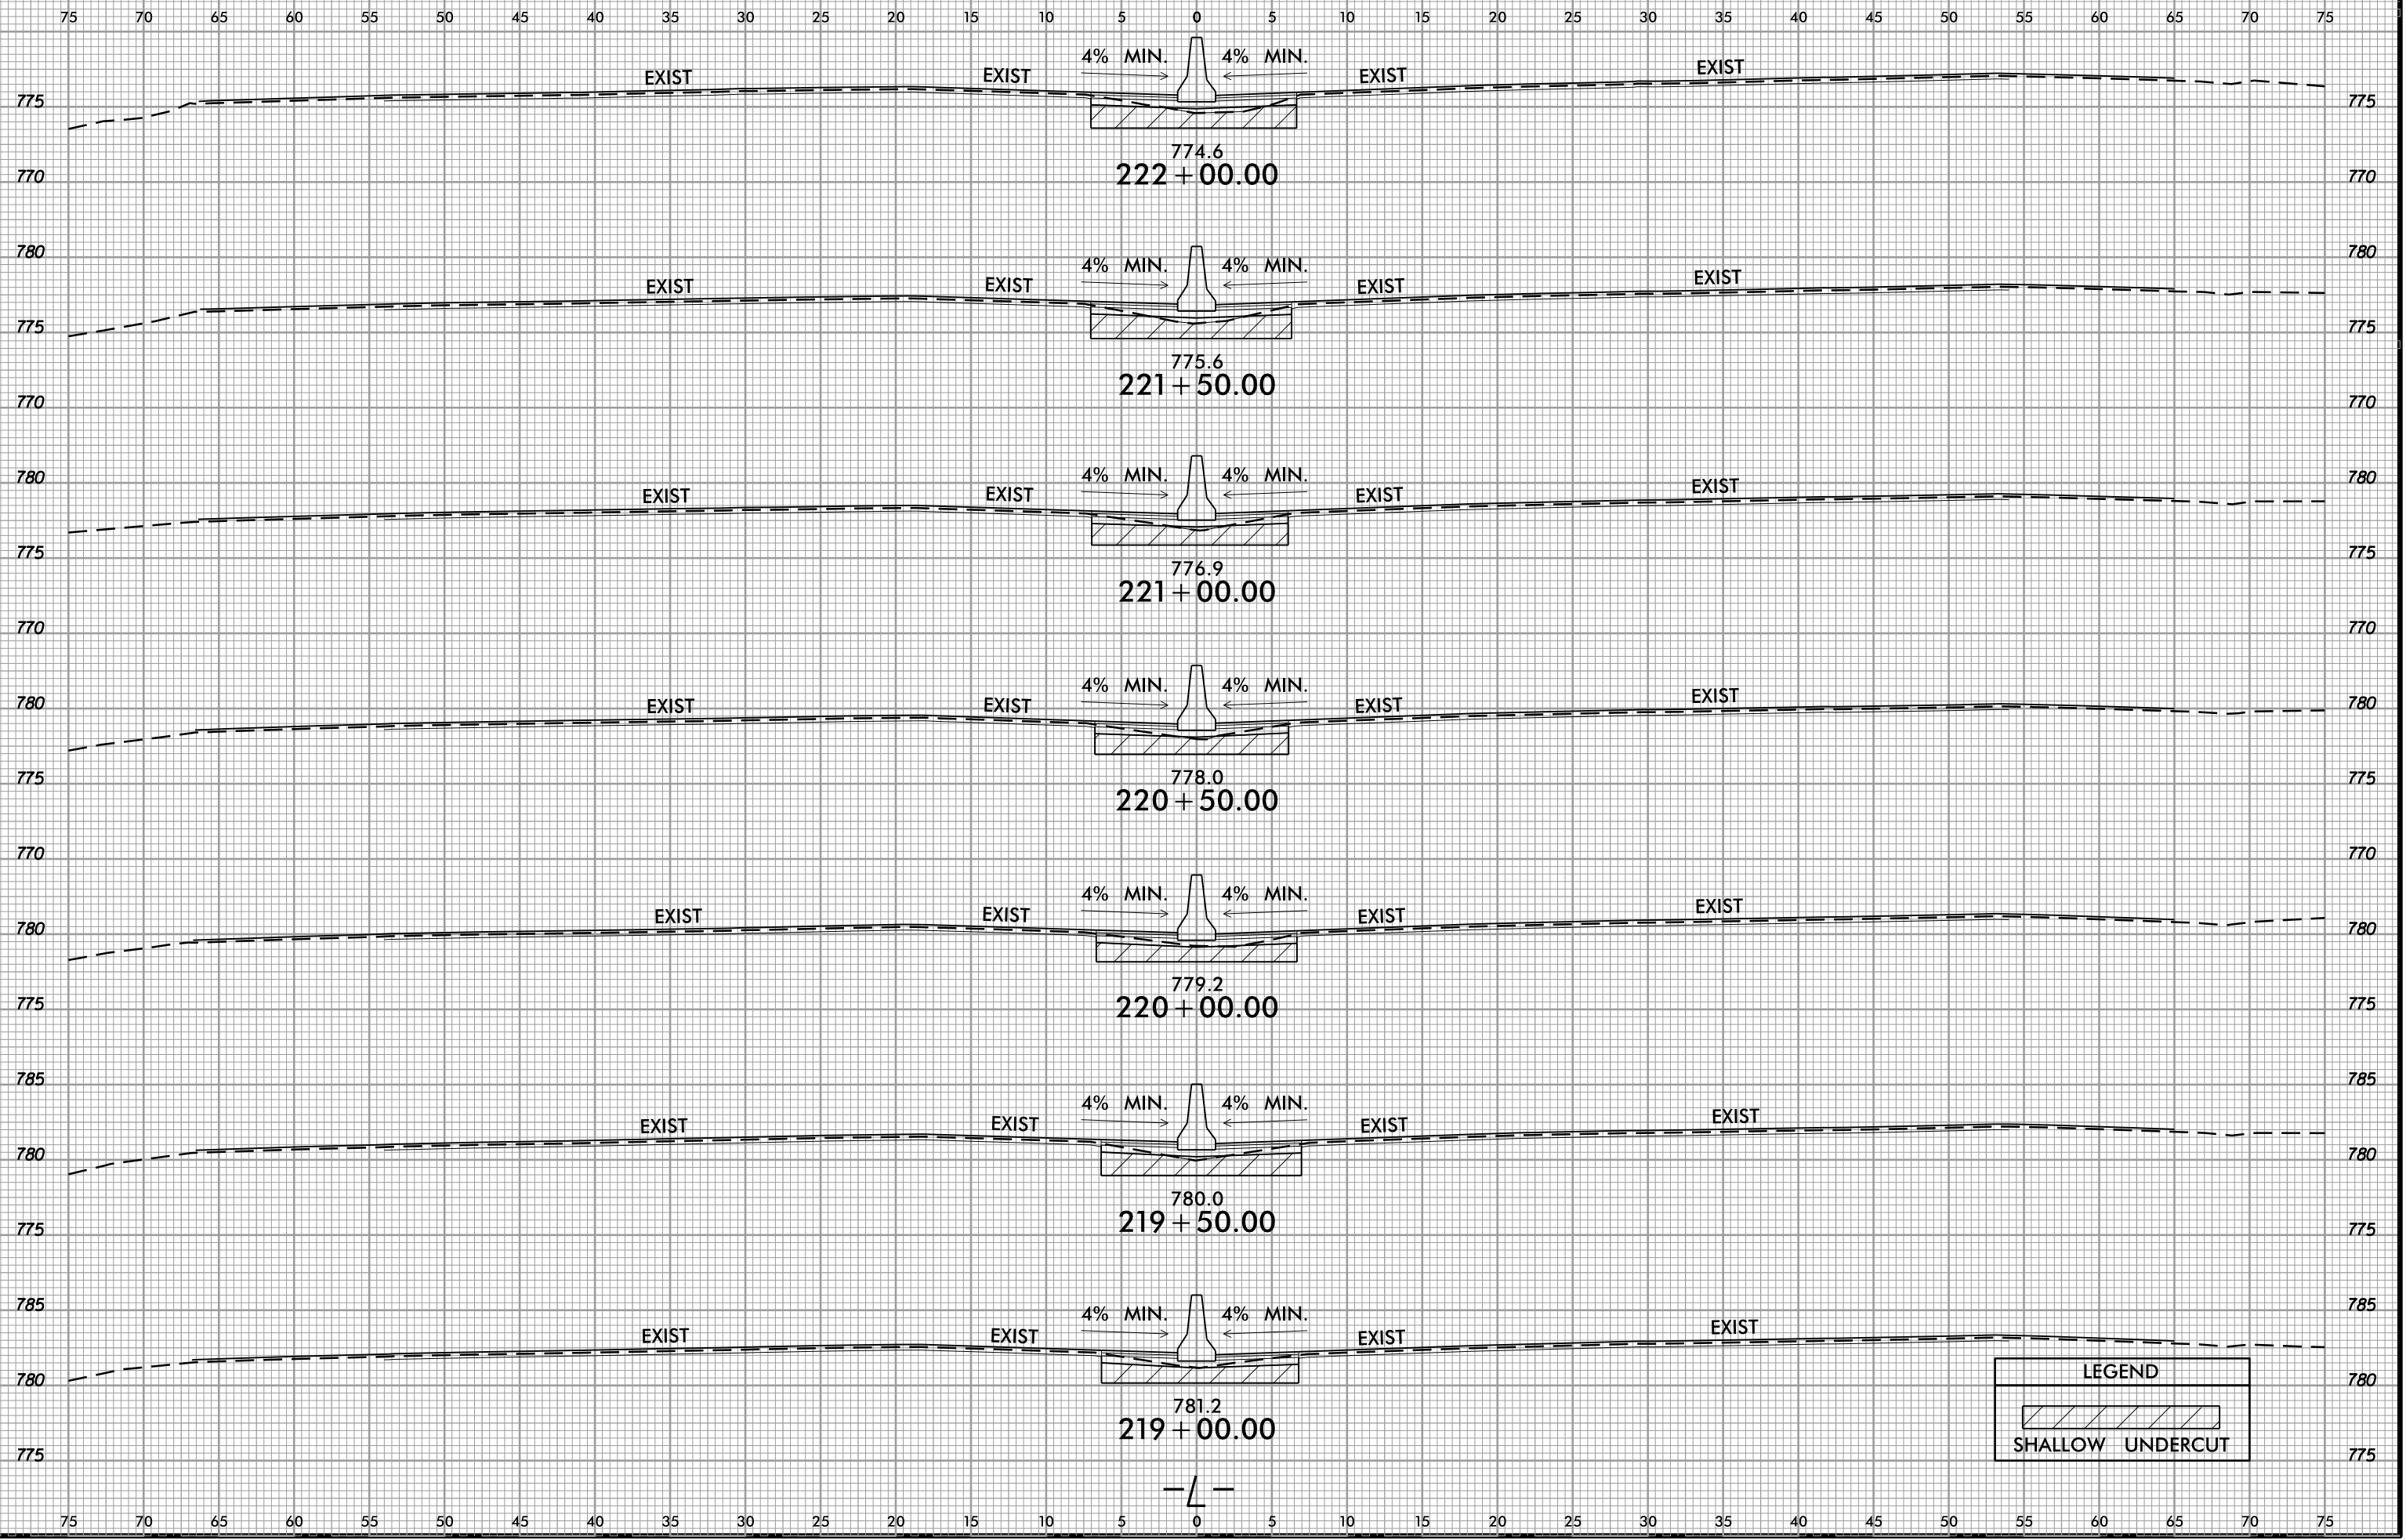 75 70 65 60 55 50 45 40 35 30 25 20 15 10 5 0 5 10 15 20 25 30 35 40 45 50 55 60 65 70 75
4% MIN. 4% MIN.
EXIST EXIST EXIST EXIST
775 775
774.6
770 222+00.00 770
780 780
4% MIN. 4% MIN.
EXIST EXIST EXIST EXIST
775 775
775.6
221+50.00
770 770
780 4% MIN. 4% MIN. 780
EXIST EXIST EXIST EXIST
775 775
776.9
221+00.00
770 770
4% MIN. 4% MIN.
780 EXIST EXIST EXIST EXIST 780
775 778.0 775
220+50.00
770 770
4% MIN. 4% MIN.
EXIST EXIST EXIST EXIST
780 780
779.2
775 220+00.00 775
785 785
4% MIN. 4% MIN.
EXIST EXIST EXIST EXIST
780 780
780.0
775 219+50.00 775
785 785
4% MIN. 4% MIN.
EXIST EXIST EXIST EXIST
LEGEND
780 780
781.2
219+00.00
SHALLOW UNDERCUT
775 775
-L-
75 70 65 60 55 50 45 40 35 30 25 20 15 10 5 0 5 10 15 20 25 30 35 40 45 50 55 60 65 70 75